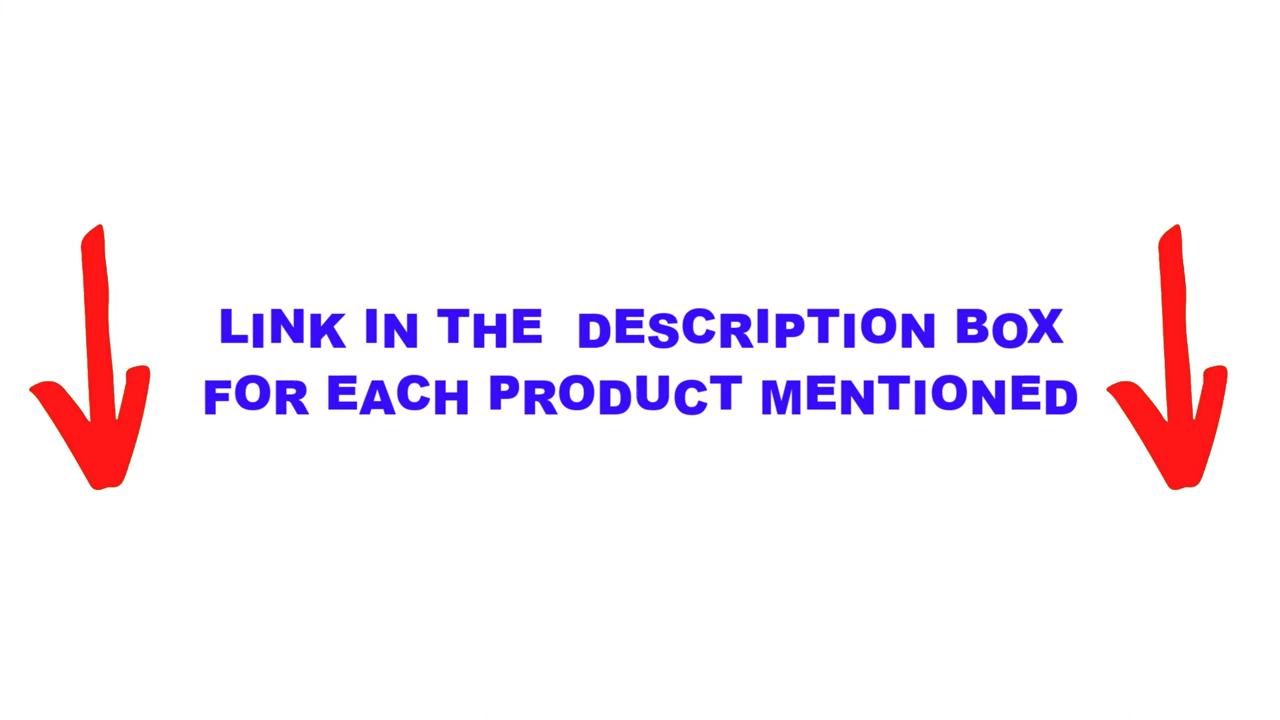 LINK IN THE DESCRIPTION BOX
FOR EACH PRODUCT MENTIONED